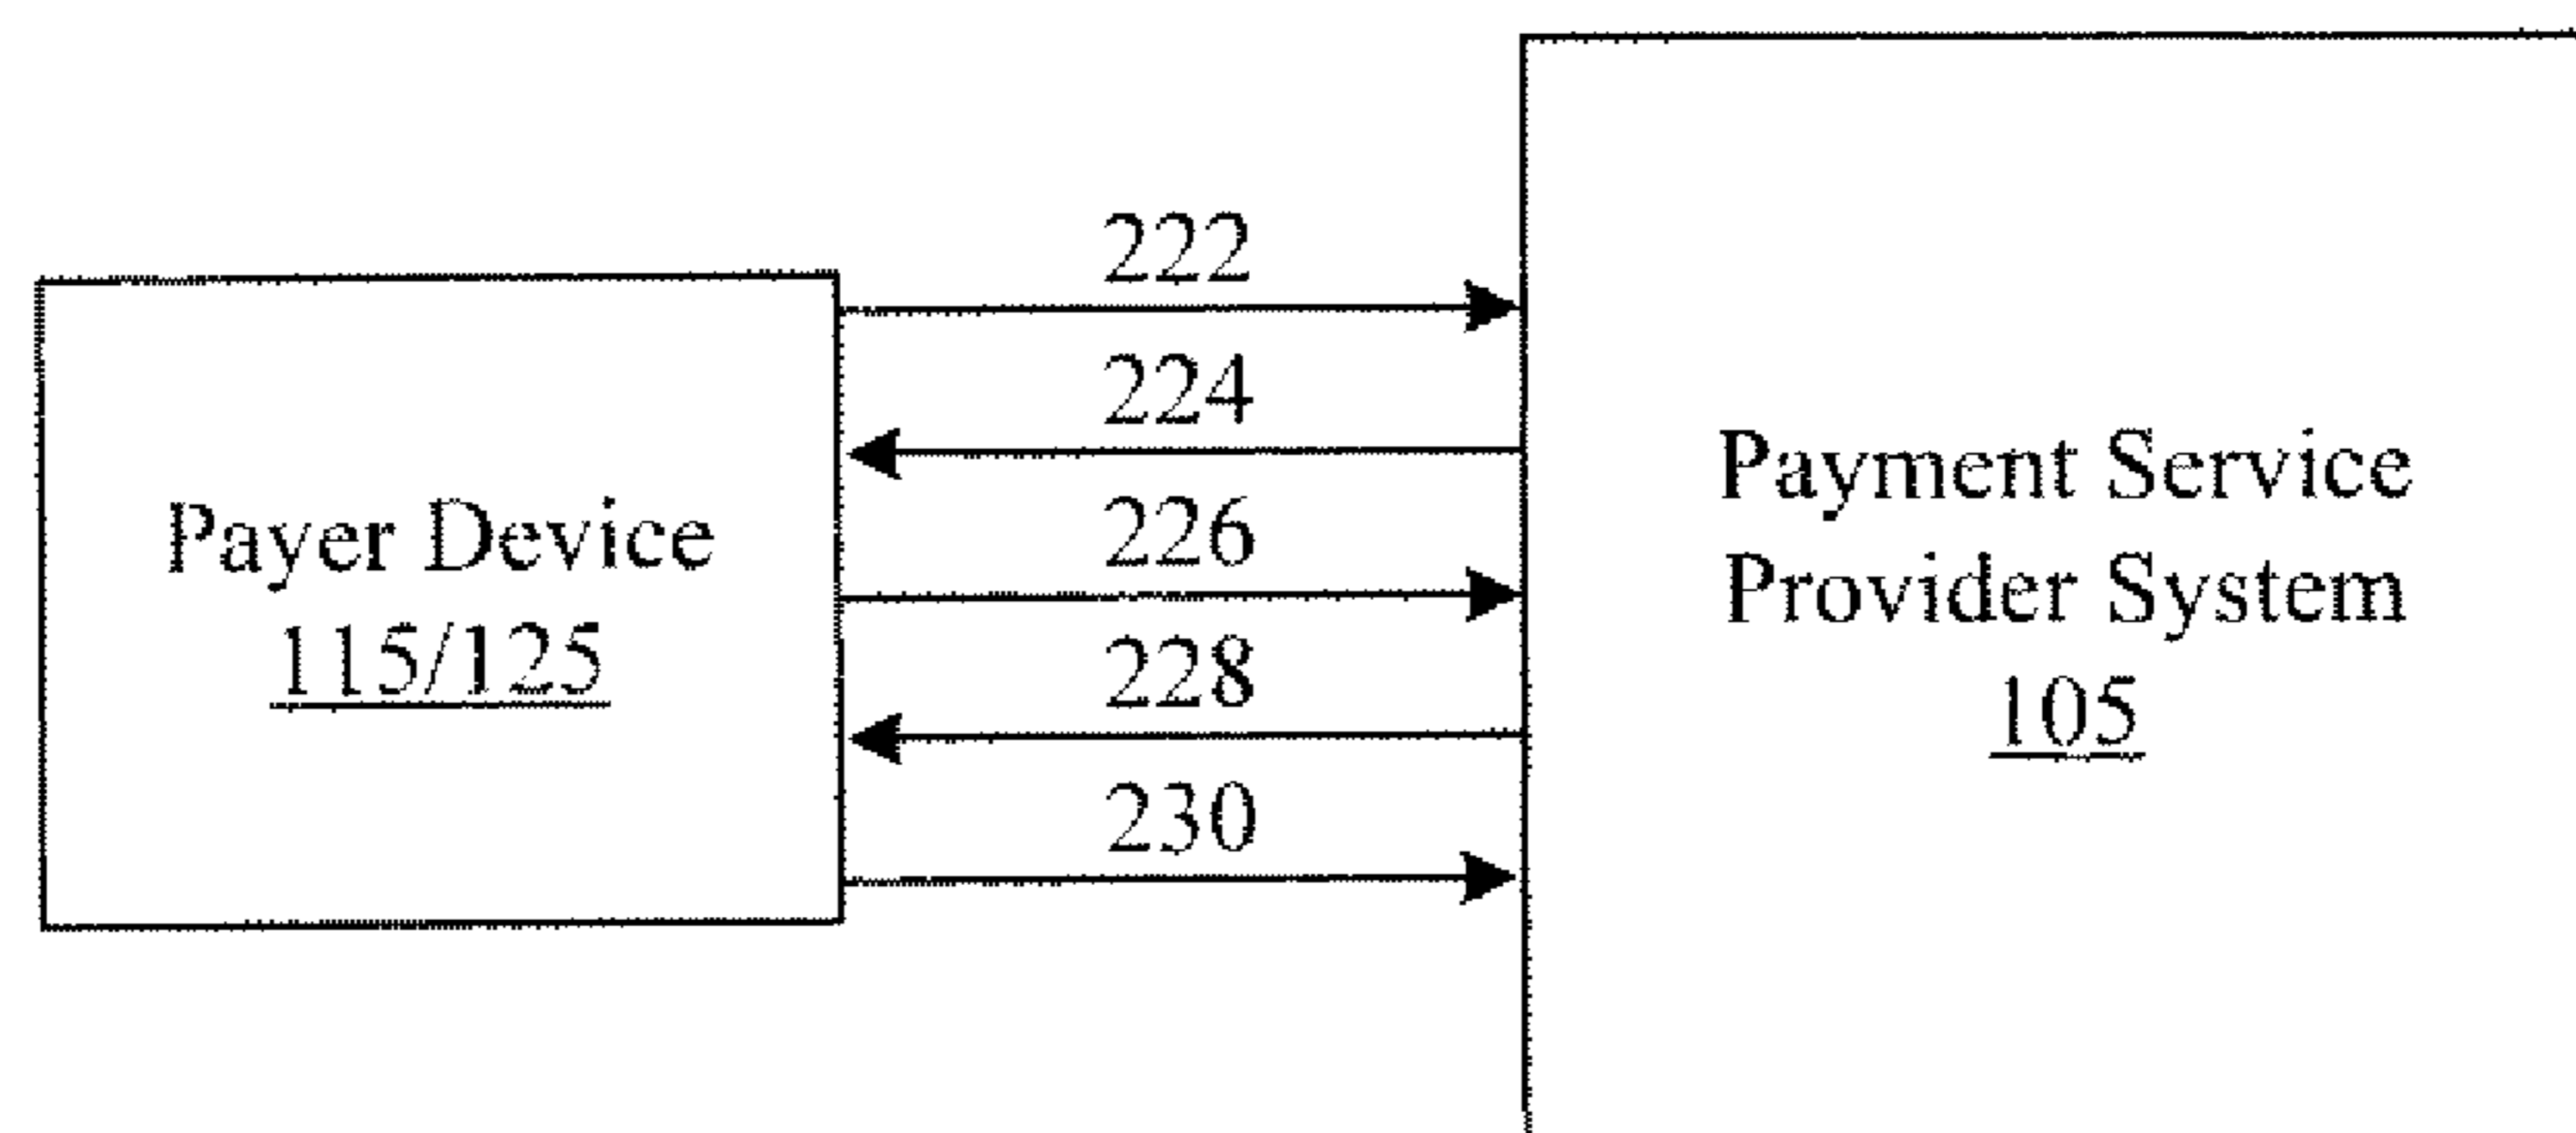 222
224
226
228
230
Payer Device
115/125
Payment Service
Provider System
105